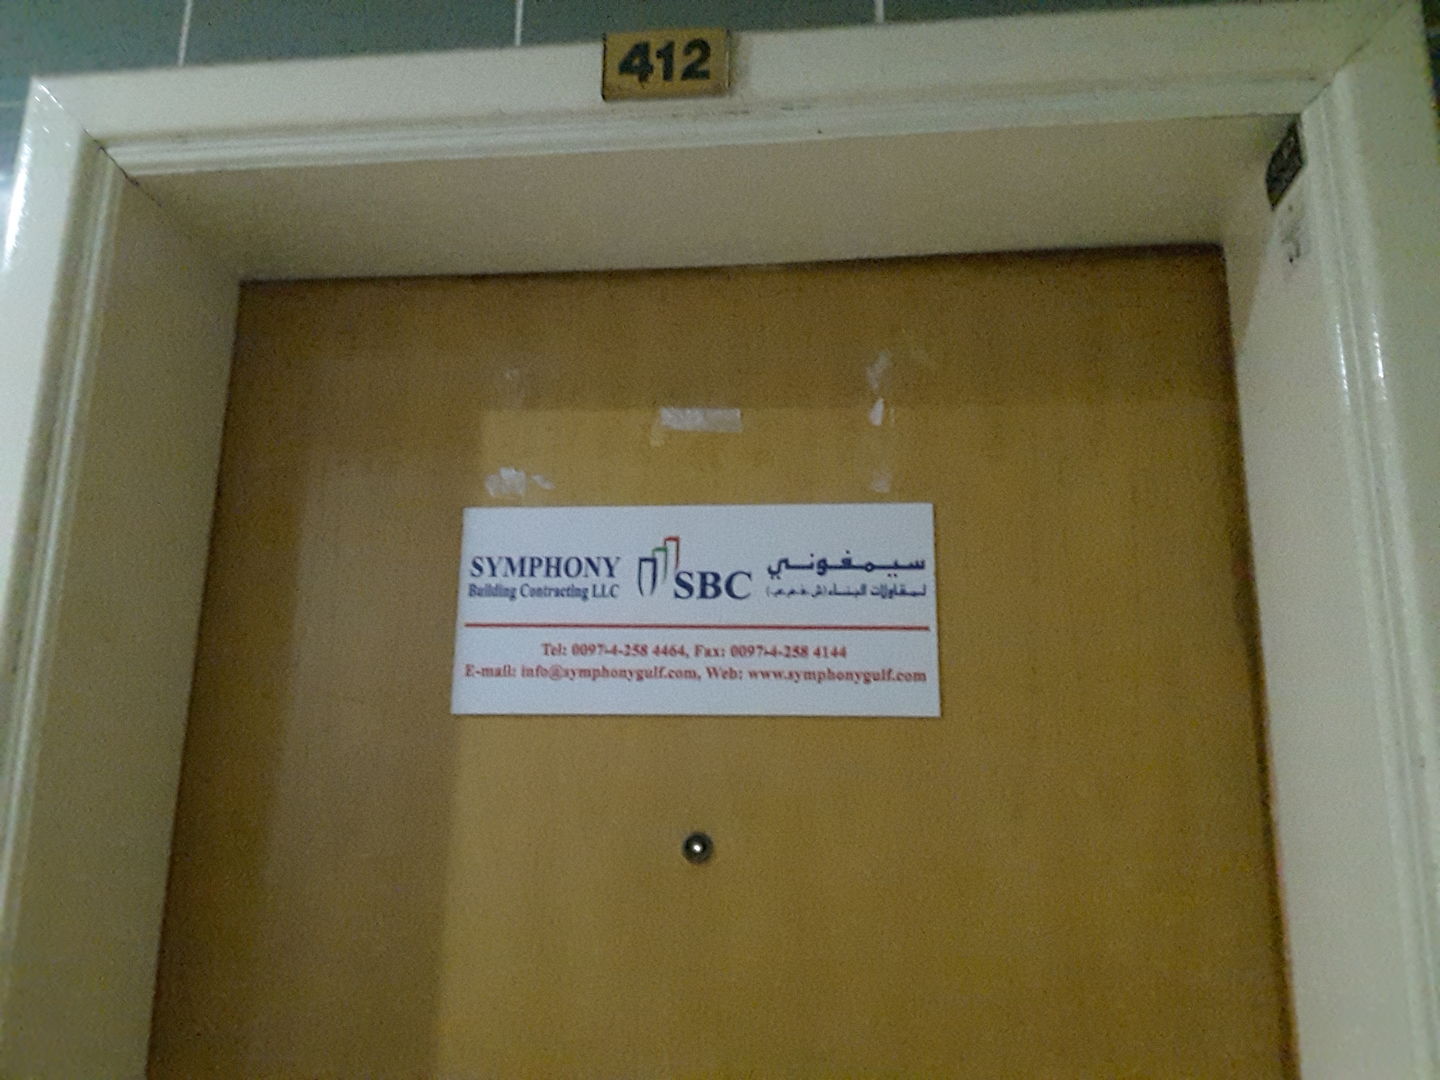 412
SYMPHONY
Building Contracting LLC
SBC
سيمفوني
لمقاولات البناء (ش.ذ.م.م)
Tel: 0097-4-258 4464, Fax: 0097-4-258 4144
E-mail: info@symphonygulf.com, Web: www.symphonygulf.com